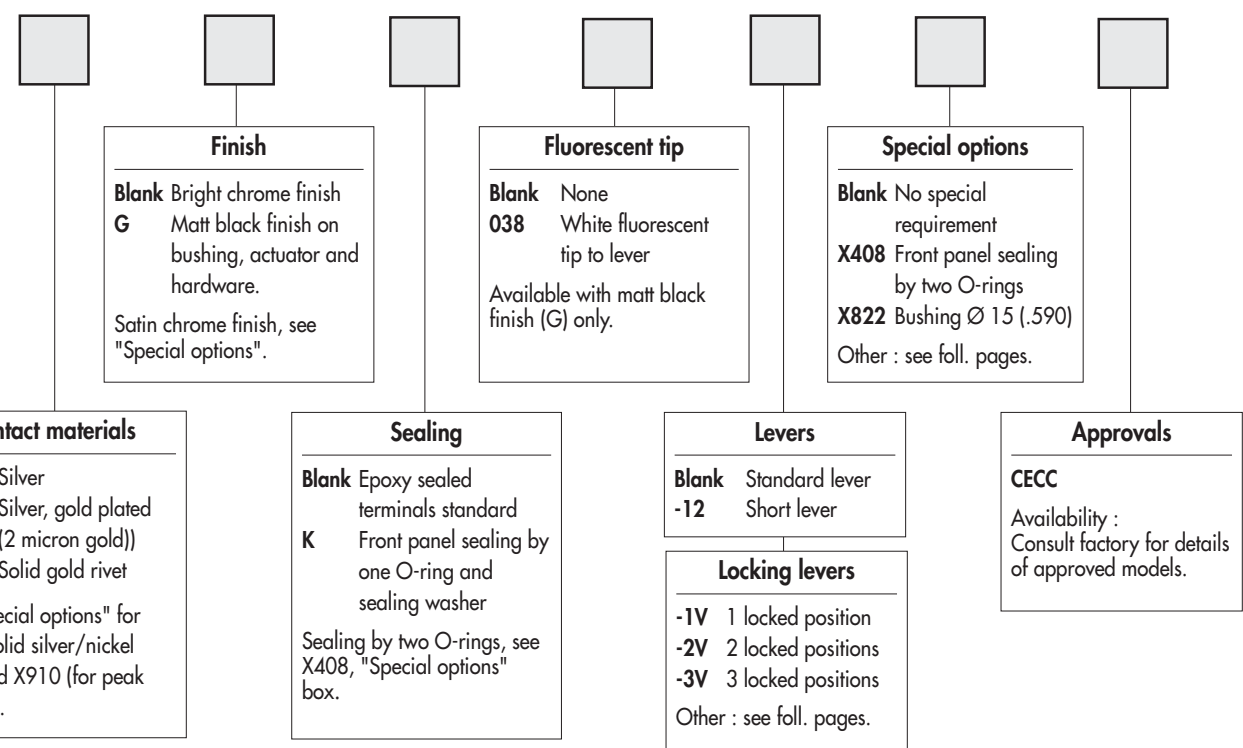 Finish
Blank Bright chrome finish
G Matt black finish on
bushing, actuator and
hardware.
Satin chrome finish, see
"Special options".
Fluorescent tip
Blank None
038 White fluorescent
tip to lever
Available with matt black
finish (G) only.
Special options
Blank No special
requirement
X408 Front panel sealing
by two O-rings
X822 Bushing Ø 15 (.590)
Other : see foll. pages.
materials
Silver
Silver, gold plated
(2 micron gold))
Solid gold rivet
options" for
silver/nickel
X910 (for peak
.
Sealing
Blank Epoxy sealed
terminals standard
K Front panel sealing by
one O-ring and
sealing washer
Sealing by two O-rings, see
X408, "Special options"
box.
Levers
Blank Standard lever
-12 Short lever
Locking levers
-1V 1 locked position
-2V 2 locked positions
-3V 3 locked positions
Other : see foll. pages.
Approvals
CECC
Availability :
Consult factory for details
of approved models.